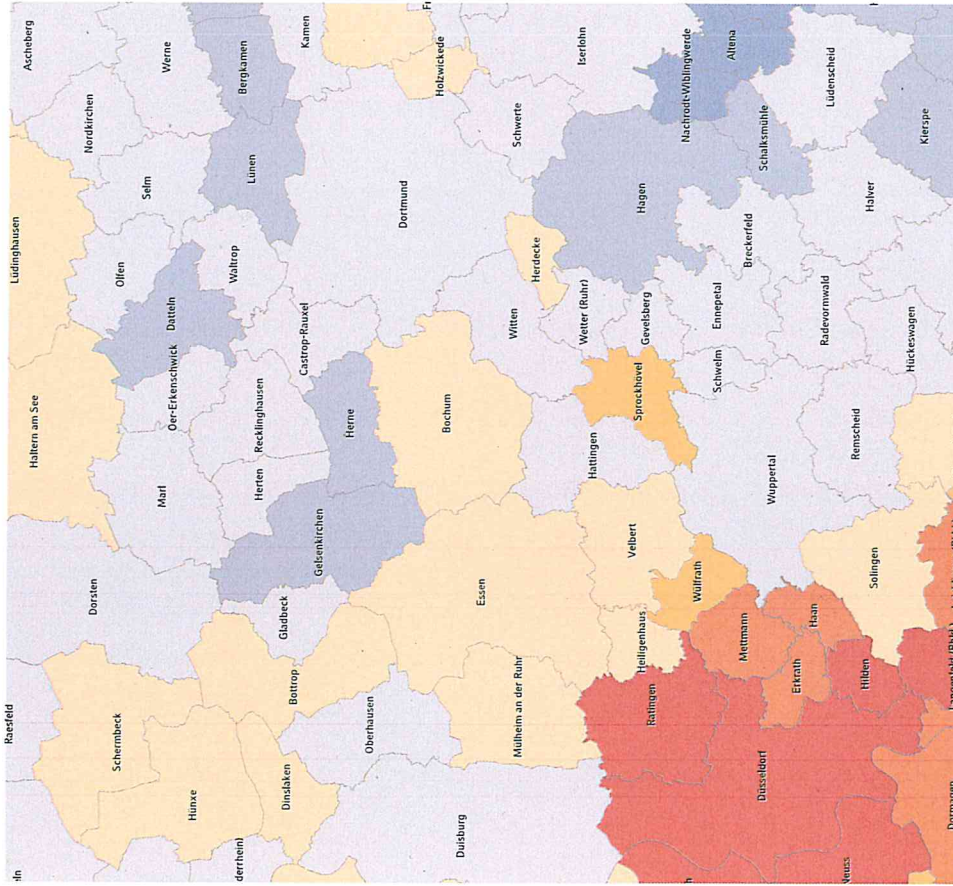 Raesfeld
Dorsten
Haltern am See
Lüdinghausen
Ascheberg
Nordkirchen
Werne
Selm
Olfen
Datteln
Oer-Erkenschwick
Marl
Schermbeck
Hünxe
Bottrop
Gladbeck
Gelsenkirchen
Herten
Recklinghausen
Waltrop
Lünen
Bergkamen
Kamen
Castrop-Rauxel
Herne
Dinslaken
derrhein)
Oberhausen
Holzwickede
Dortmund
Bochum
Essen
Mülheim an der Ruhr
Duisburg
Witten
Schwerte
Iserlohn
Herdecke
Wetter (Ruhr)
Hattingen
Velbert
Heiligenhaus
Ratingen
Sprockhövel
Gevelsberg
Hagen
Nachrodt-Wiblingwerde
Altena
Wülfrath
Mettmann
Schwelm
Ennepetal
Breckerfeld
Schalksmühle
Wuppertal
Düsseldorf
Erkrath
Haan
Hilden
Lüdenscheid
Radevormwald
Halver
Remscheid
Solingen
Neuss
Hückeswagen
Kierspe
Dormagen